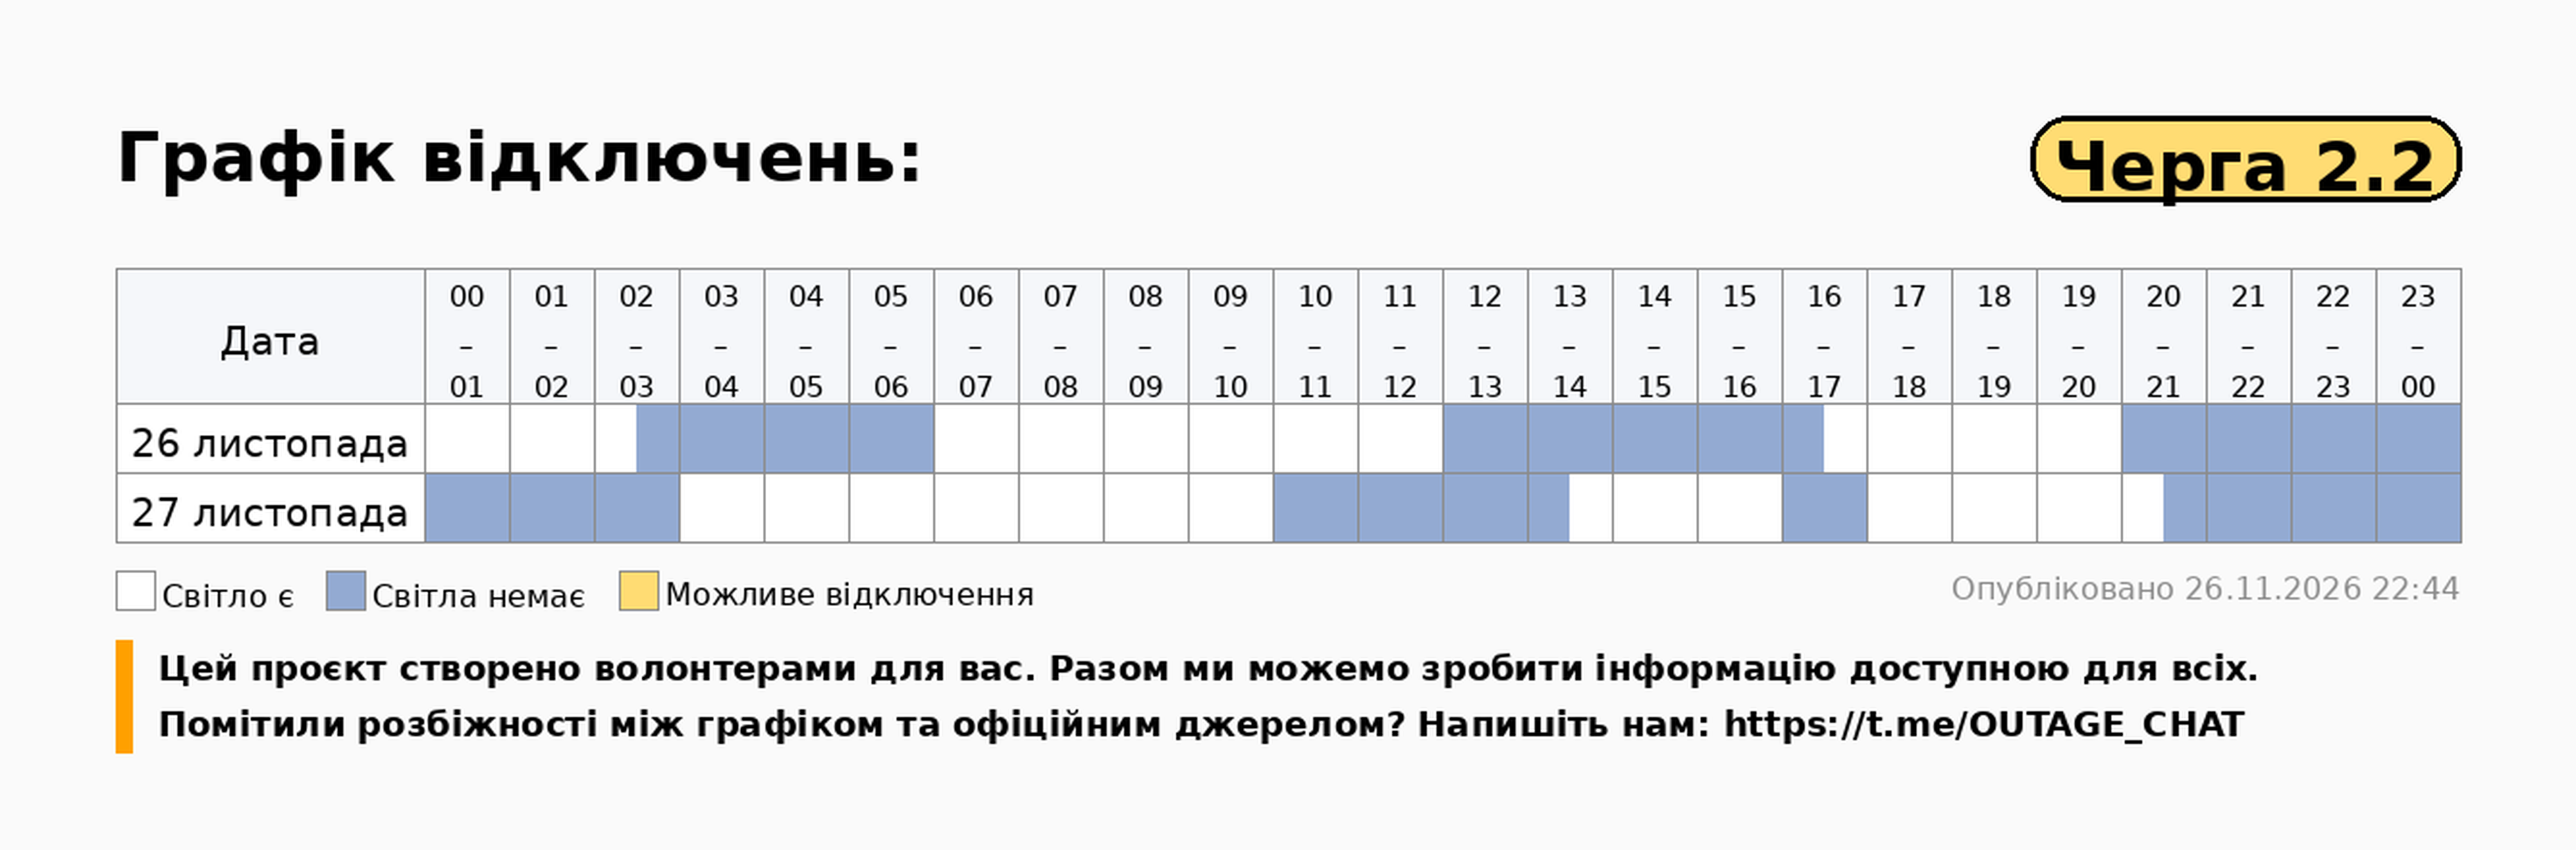 Графік відключень:
Черга 2.2
Дата
00 – 01
01 – 02
02 – 03
03 – 04
04 – 05
05 – 06
06 – 07
07 – 08
08 – 09
09 – 10
10 – 11
11 – 12
12 – 13
13 – 14
14 – 15
15 – 16
16 – 17
17 – 18
18 – 19
19 – 20
20 – 21
21 – 22
22 – 23
23 – 00
26 листопада
27 листопада
Світло є
Світла немає
Можливе відключення
Опубліковано 26.11.2026 22:44
Цей проєкт створено волонтерами для вас. Разом ми можемо зробити інформацію доступною для всіх.
Помітили розбіжності між графіком та офіційним джерелом? Напишіть нам: https://t.me/OUTAGE_CHAT